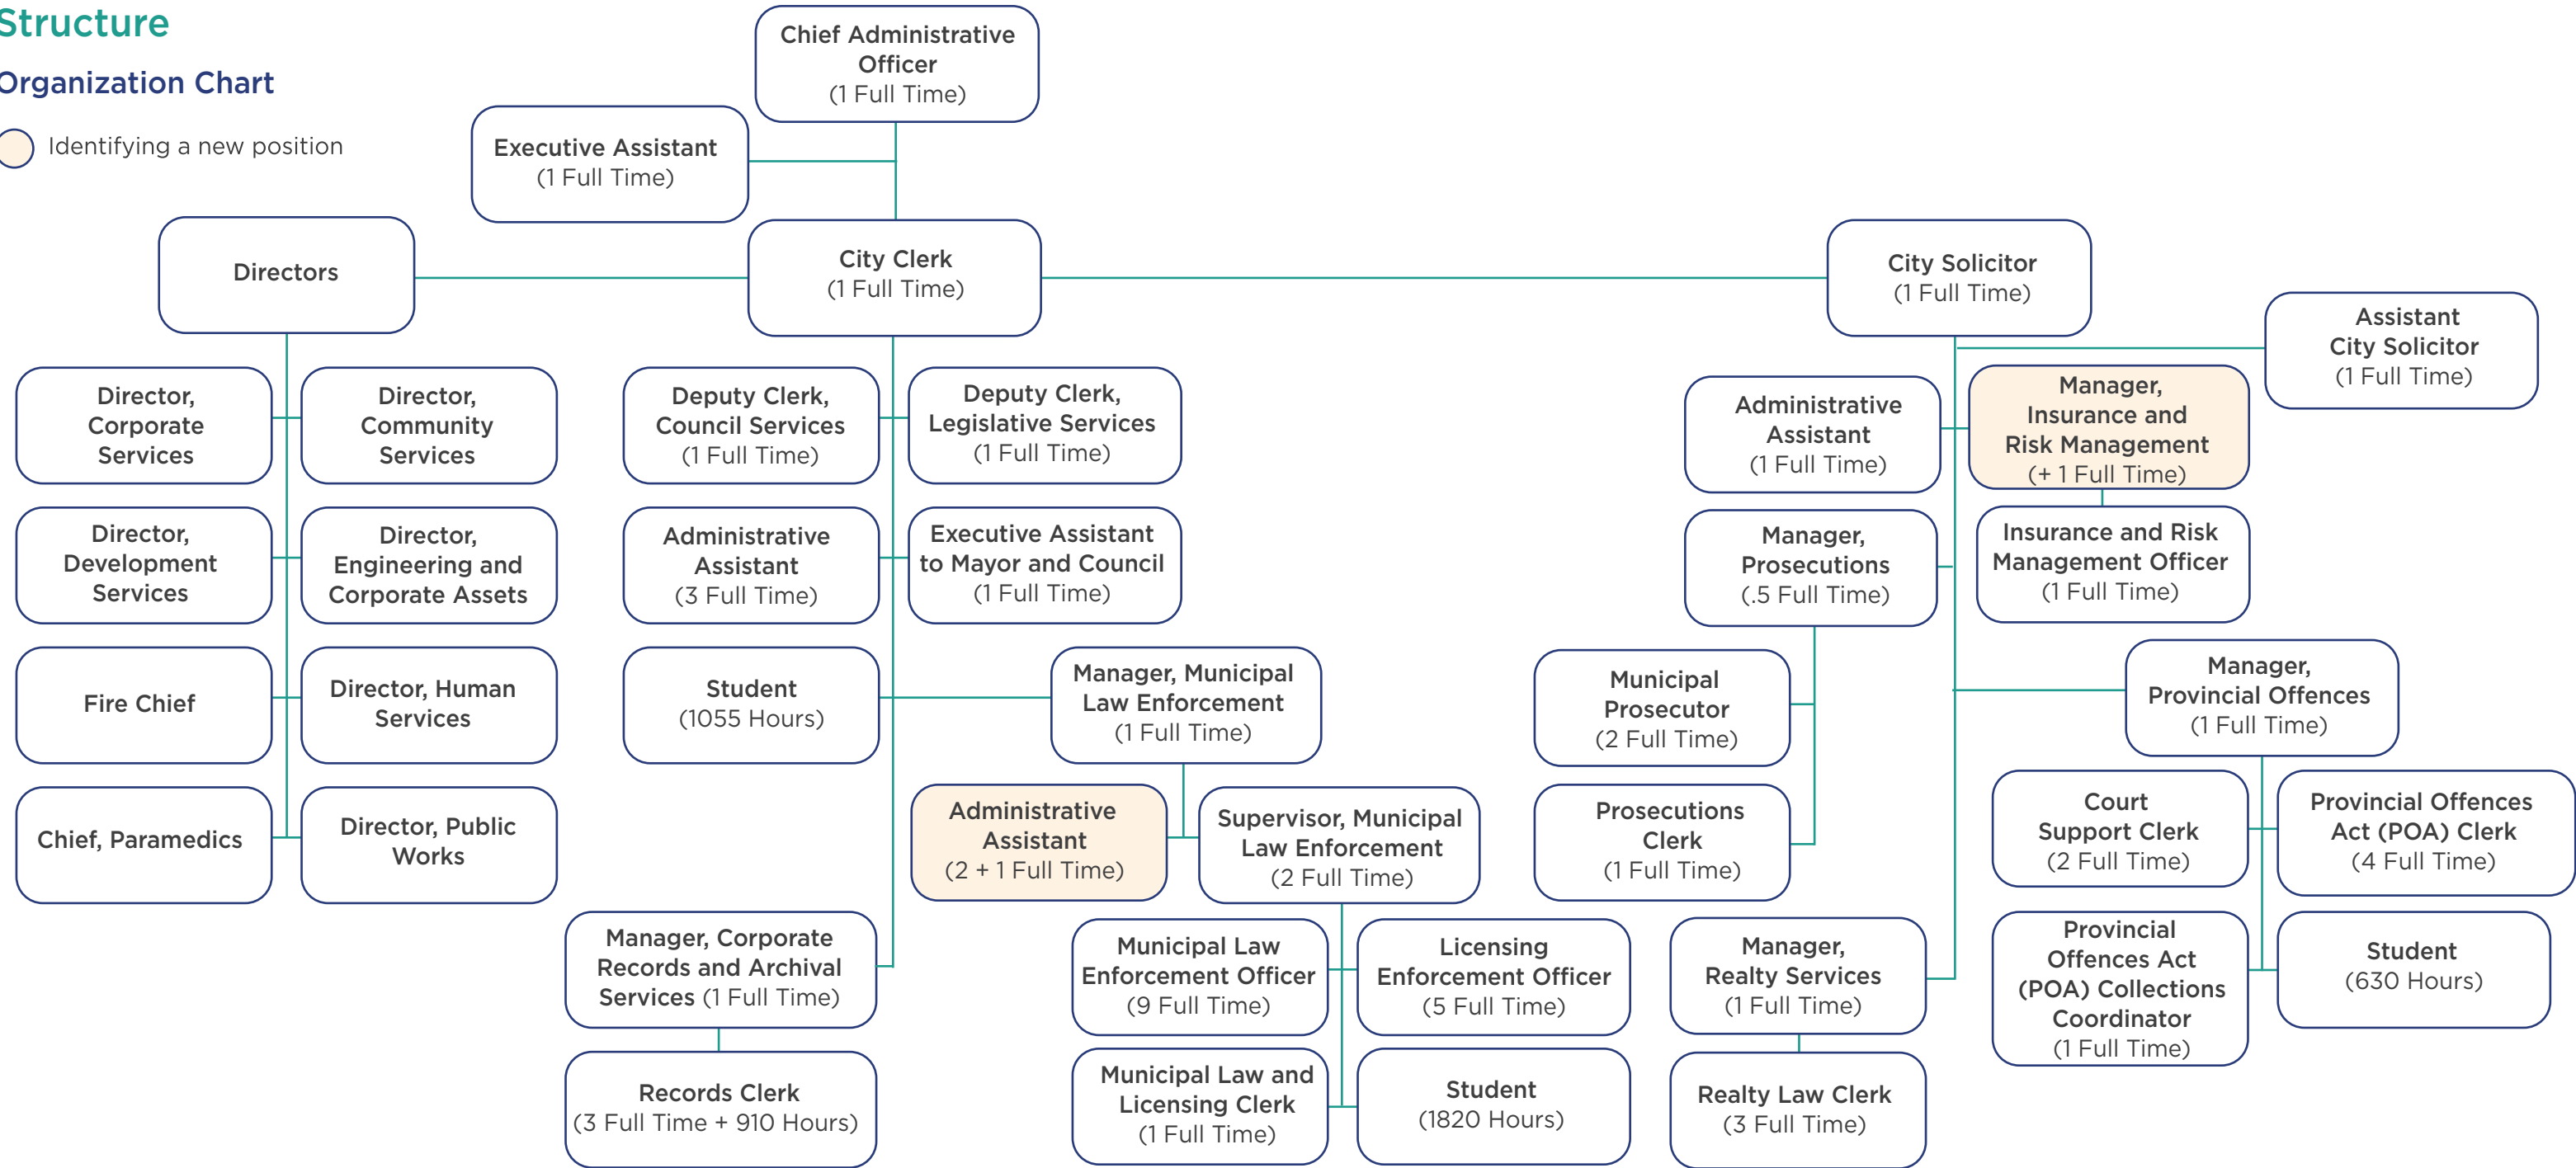 Structure
Organization Chart
Identifying a new position
Chief Administrative
Officer
(1 Full Time)
Executive Assistant
(1 Full Time)
Directors
City Clerk
(1 Full Time)
City Solicitor
(1 Full Time)
Assistant
City Solicitor
(1 Full Time)
Director,
Corporate
Services
Director,
Community
Services
Director,
Development
Services
Director,
Engineering and
Corporate Assets
Fire Chief
Director, Human
Services
Chief, Paramedics
Director, Public
Works
Deputy Clerk,
Council Services
(1 Full Time)
Deputy Clerk,
Legislative Services
(1 Full Time)
Administrative
Assistant
(3 Full Time)
Executive Assistant
to Mayor and Council
(1 Full Time)
Student
(1055 Hours)
Manager, Municipal
Law Enforcement
(1 Full Time)
Administrative
Assistant
(2 + 1 Full Time)
Supervisor, Municipal
Law Enforcement
(2 Full Time)
Manager, Corporate
Records and Archival
Services (1 Full Time)
Records Clerk
(3 Full Time + 910 Hours)
Municipal Law
Enforcement Officer
(9 Full Time)
Licensing
Enforcement Officer
(5 Full Time)
Municipal Law and
Licensing Clerk
(1 Full Time)
Student
(1820 Hours)
Administrative
Assistant
(1 Full Time)
Manager,
Insurance and
Risk Management
(+ 1 Full Time)
Manager,
Prosecutions
(.5 Full Time)
Insurance and Risk
Management Officer
(1 Full Time)
Municipal
Prosecutor
(2 Full Time)
Prosecutions
Clerk
(1 Full Time)
Manager,
Provincial Offences
(1 Full Time)
Court
Support Clerk
(2 Full Time)
Provincial Offences
Act (POA) Clerk
(4 Full Time)
Provincial
Offences Act
(POA) Collections
Coordinator
(1 Full Time)
Student
(630 Hours)
Manager,
Realty Services
(1 Full Time)
Realty Law Clerk
(3 Full Time)